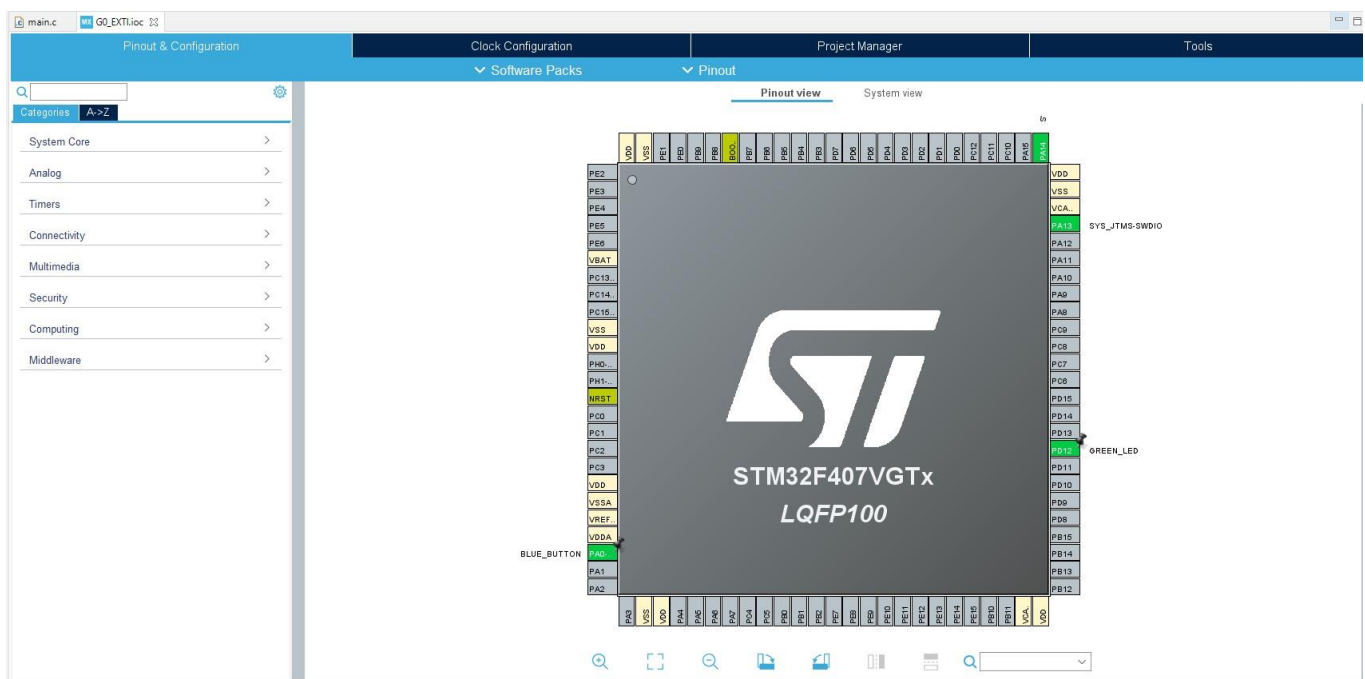 main.c G0_EXTI.ioc
Pinout & Configuration Clock Configuration Project Manager Tools
Software Packs Pinout
Pinout view System view
Categories A->Z
System Core
Analog
Timers
Connectivity
Multimedia
Security
Computing
Middleware
VDD VSS PE1 PE0 PB9 PB8 BOO.. PB7 PB6 PB5 PB4 PB3 PD7 PD6 PD5 PD4 PD3 PD2 PD1 PD0 PC12 PC11 PC10 PA15 PA14
PE2
PE3
PE4
PE5
PE6
VBAT
PC13..
PC14..
PC15..
VSS
VDD
PH0-..
PH1-..
NRST
PC0
PC1
PC2
PC3
VDD
VSSA
VREF..
VDDA
BLUE_BUTTON PA0-..
PA1
PA2
STM32F407VGTx
LQFP100
VDD
VSS
VCA..
PA13 SYS_JTMS-SWDIO
PA12
PA11
PA10
PA9
PA8
PC9
PC8
PC7
PC6
PD15
PD14
PD13
PD12 GREEN_LED
PD11
PD10
PD9
PD8
PB15
PB14
PB13
PB12
PA3 VSS VDD PA4 PA5 PA6 PA7 PC4 PC5 PB0 PB1 PB2 PE7 PE8 PE9 PE10 PE11 PE12 PE13 PE14 PE15 PB10 PB11 VCA.. VDD